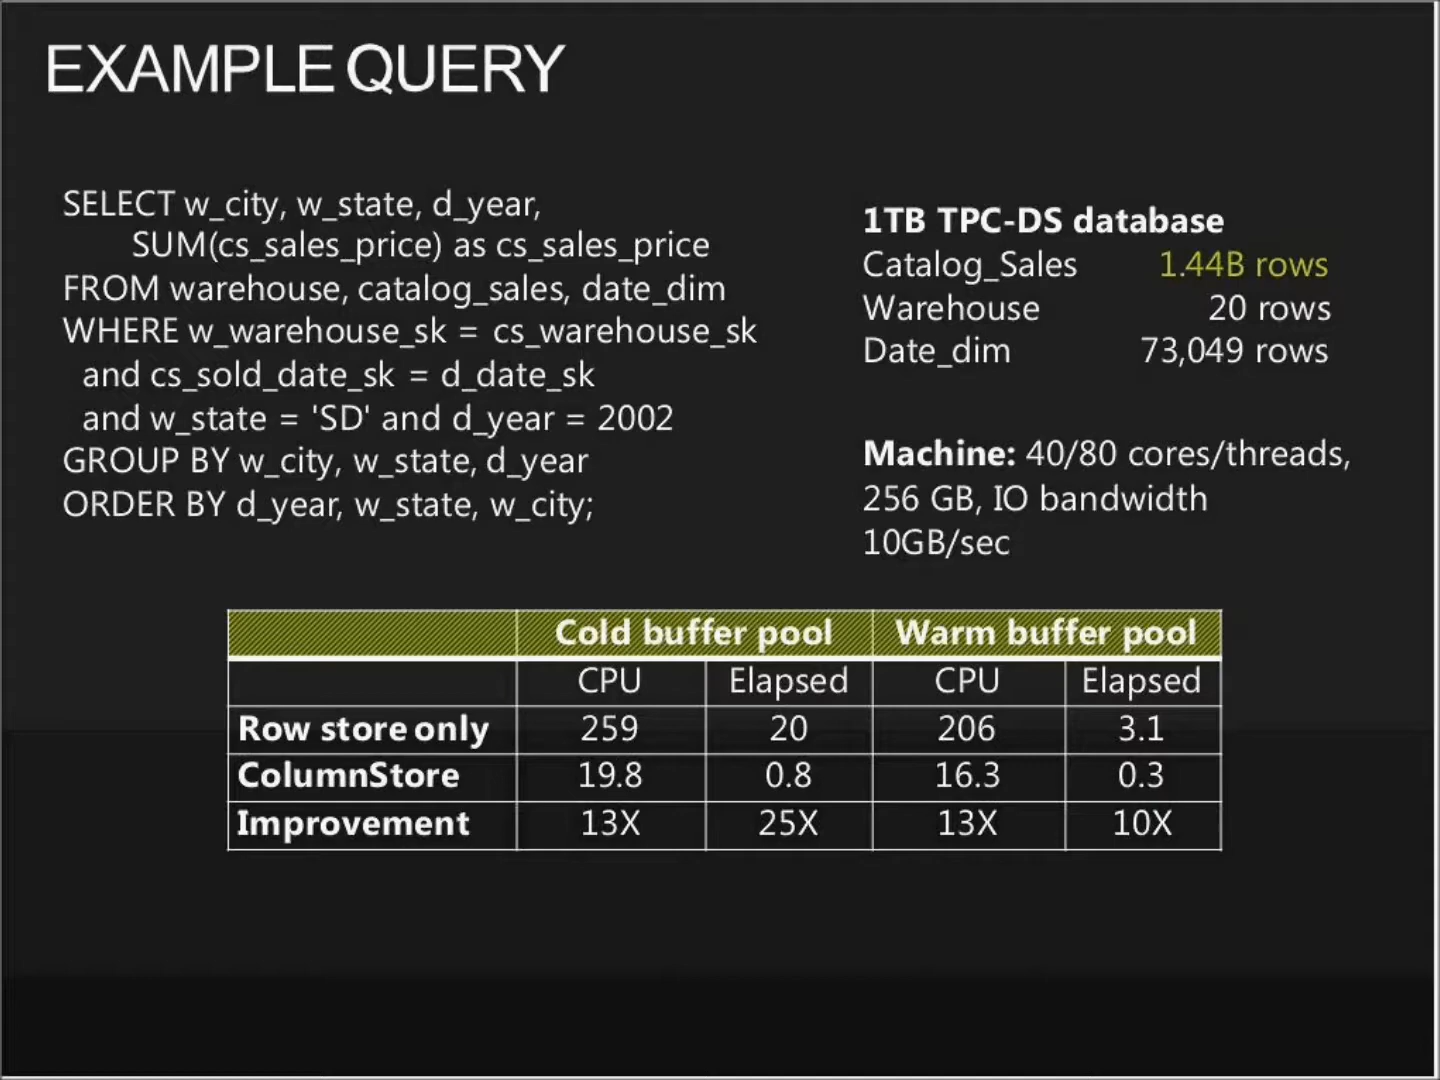 EXAMPLE QUERY
SELECT w_city, w_state, d_year,
SUM(cs_sales_price) as cs_sales_price
FROM warehouse, catalog_sales, date_dim
WHERE w_warehouse_sk = cs_warehouse_sk
and cs_sold_date_sk = d_date_sk
and w_state = 'SD' and d_year = 2002
GROUP BY w_city, w_state, d_year
ORDER BY d_year, w_state, w_city;
1TB TPC-DS database
Catalog_Sales 1.44B rows
Warehouse 20 rows
Date_dim 73,049 rows
Machine: 40/80 cores/threads,
256 GB, IO bandwidth
10GB/sec
Cold buffer pool Warm buffer pool
CPU Elapsed CPU Elapsed
Row store only 259 20 206 3.1
ColumnStore 19.8 0.8 16.3 0.3
Improvement 13X 25X 13X 10X